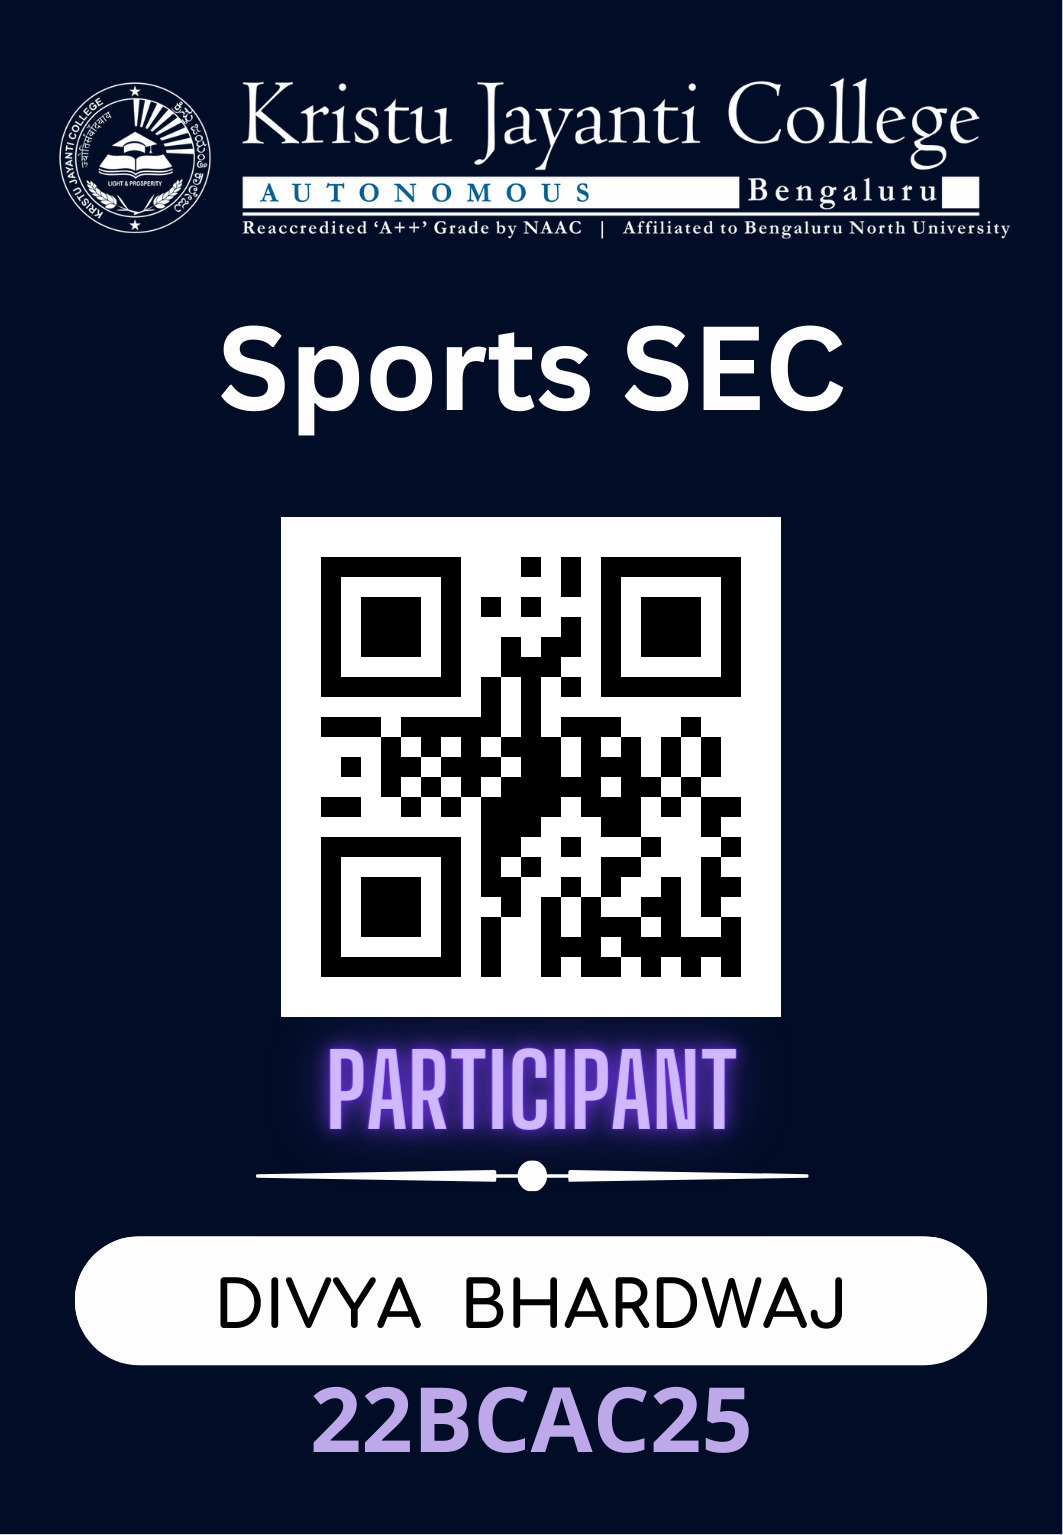 KRISTU JAYANTI COLLEGE
ಕ್ರಿಸ್ತು ಜಯಂತಿ ಕಾಲೇಜು
LIGHT & PROSPERITY
Kristu Jayanti College
AUTONOMOUS Bengaluru
Reaccredited ‘A++’ Grade by NAAC | Affiliated to Bengaluru North University
Sports SEC
PARTICIPANT
DIVYA BHARDWAJ
22BCAC25